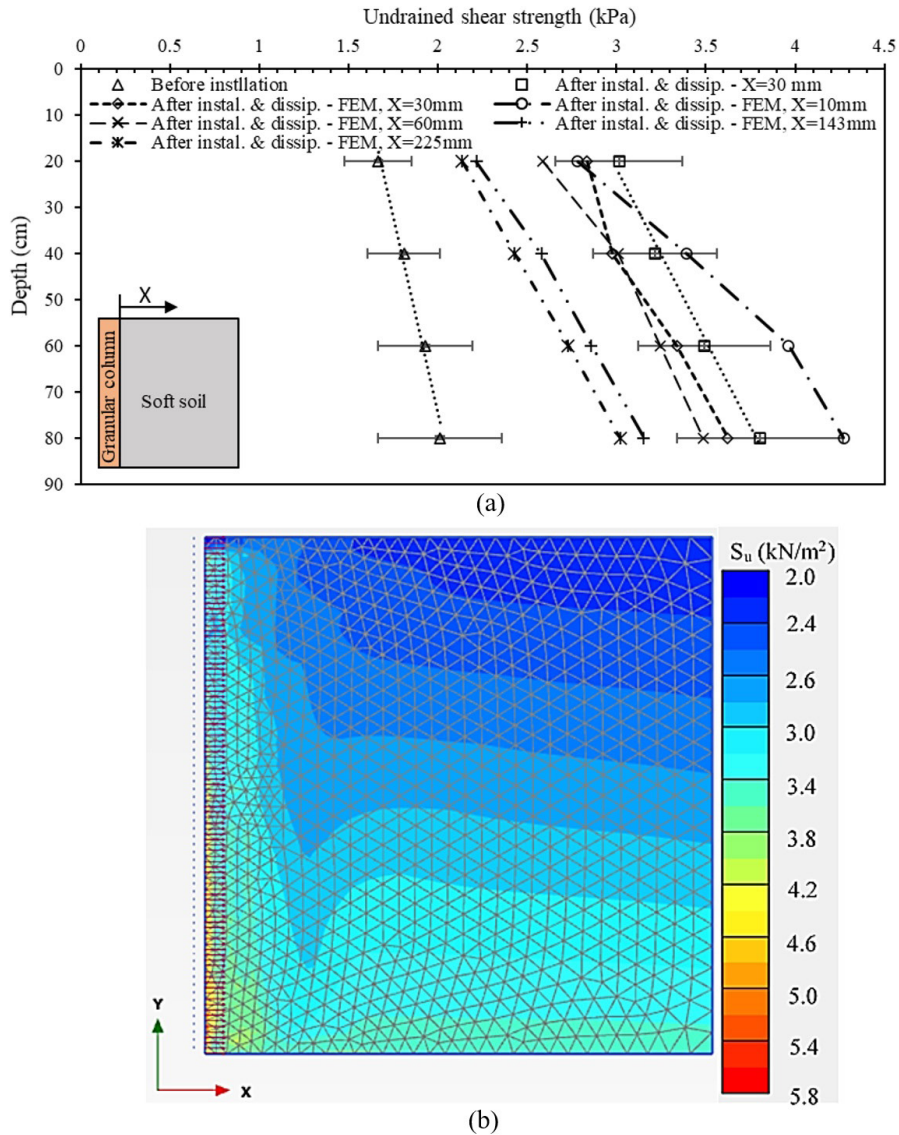 Undrained shear strength (kPa)
0 0.5 1 1.5 2 2.5 3 3.5 4 4.5
0
10
20
30
40
50
60
70
80
90
Depth (cm)
Before instllation
After instal. & dissip. - X=30 mm
After instal. & dissip. - FEM, X=30mm
After instal. & dissip. - FEM, X=10mm
After instal. & dissip. - FEM, X=60mm
After instal. & dissip. - FEM, X=143mm
After instal. & dissip. - FEM, X=225mm
X
Granular column
Soft soil
(a)
Su (kN/m²)
2.0
2.4
2.6
3.0
3.4
3.8
4.2
4.6
5.0
5.4
5.8
Y
X
(b)